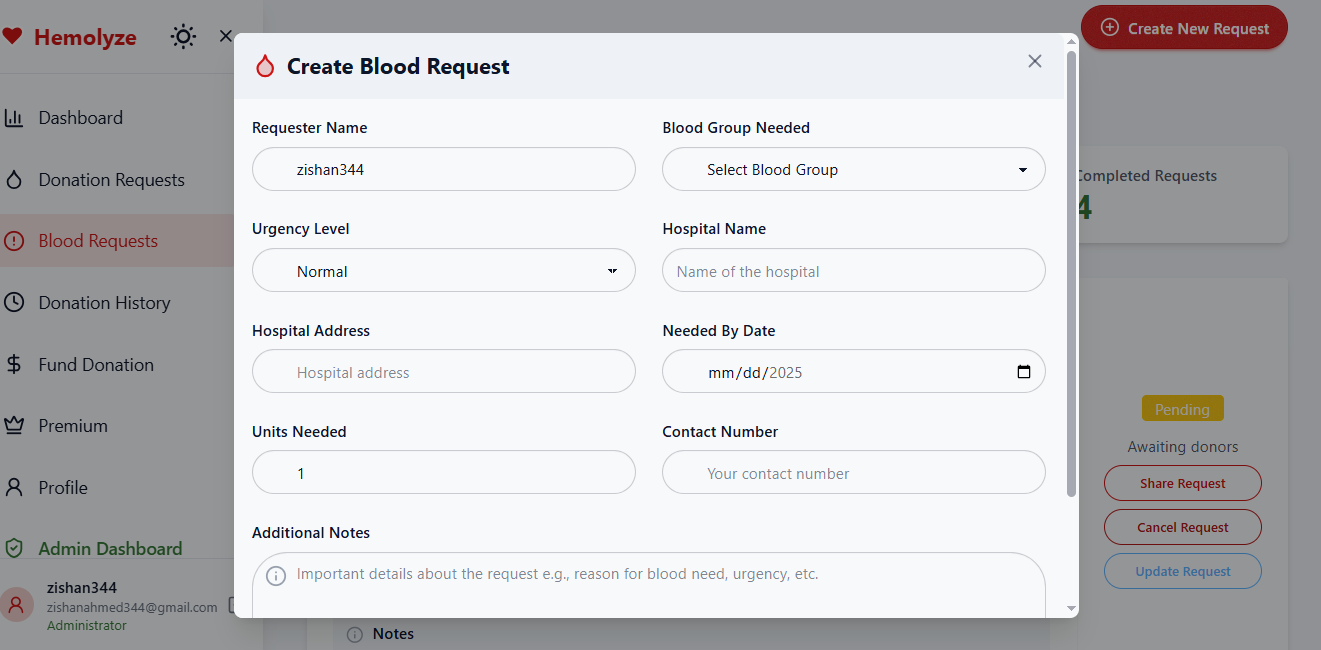 Hemolyze
Dashboard
Donation Requests
Blood Requests
Donation History
Fund Donation
Premium
Profile
Admin Dashboard
zishan344
zishanahmed344@gmail.com
Administrator
Create New Request
Create Blood Request
Requester Name
zishan344
Blood Group Needed
Select Blood Group
Urgency Level
Normal
Hospital Name
Name of the hospital
Hospital Address
Hospital address
Needed By Date
mm/dd/2025
Units Needed
1
Contact Number
Your contact number
Additional Notes
Important details about the request e.g., reason for blood need, urgency, etc.
Notes
Completed Requests
4
Pending
Awaiting donors
Share Request
Cancel Request
Update Request